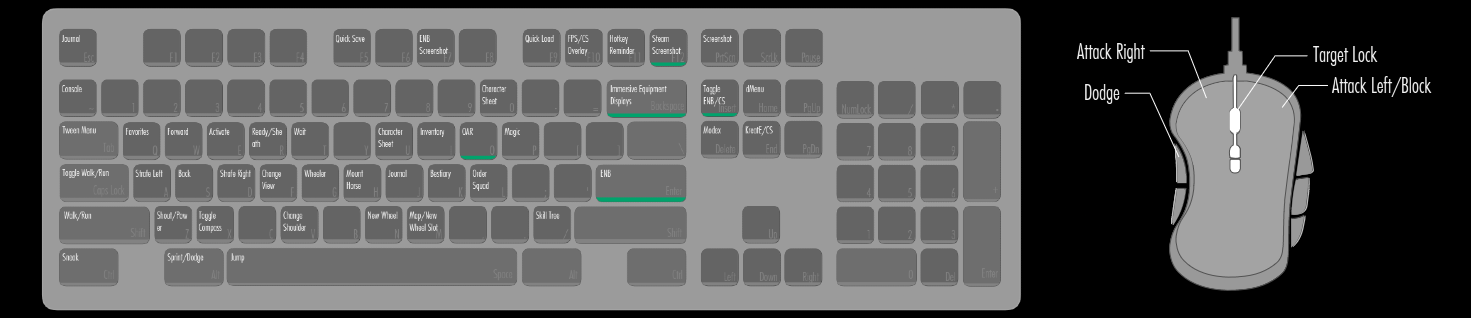 Journal
Esc
F1
F2
F3
F4
Quick Save
F5
F6
ENB
Screenshot
F7
F8
Quick Load
F9
FPS/CS
Overlay
F10
Hotkey
Reminder
F11
Steam
Screenshot
F12
Screenshot
PrtScr
ScrLk
Pause
Console
~
1
2
3
4
5
6
7
8
9
Character
Sheet
0
-
=
Immersive Equipment
Displays
Backspace
Toggle
ENB/CS
Insert
dMenu
Home
PgUp
NumLock
/
*
-
Tween Menu
Tab
Favorites
Q
Forward
W
Activate
E
Ready/She
ath
R
Wait
T
Y
Character
Sheet
U
Inventory
I
OAR
O
Magic
P
[
]
\
Modex
Delete
KreatE/CS
End
PgDn
7
8
9
+
Toggle Walk/Run
Caps Lock
Strafe Left
A
Back
S
Strafe Right
D
Change
View
F
Wheeler
G
Mount
Horse
H
Journal
J
Bestiary
K
Order
Squad
L
;
'
ENB
Enter
4
5
6
Walk/Run
Shift
Shout/Pow
er
Z
Toggle
Compass
X
C
Change
Shoulder
V
B
New Wheel
N
Map/New
Wheel Slot
M
Skill Tree
/
Shift
Up
1
2
3
Enter
Sneak
Ctrl
Sprint/Dodge
Alt
Jump
Space
Alt
Ctrl
Left
Down
Right
0
Del
Attack Right
Dodge
Target Lock
Attack Left/Block